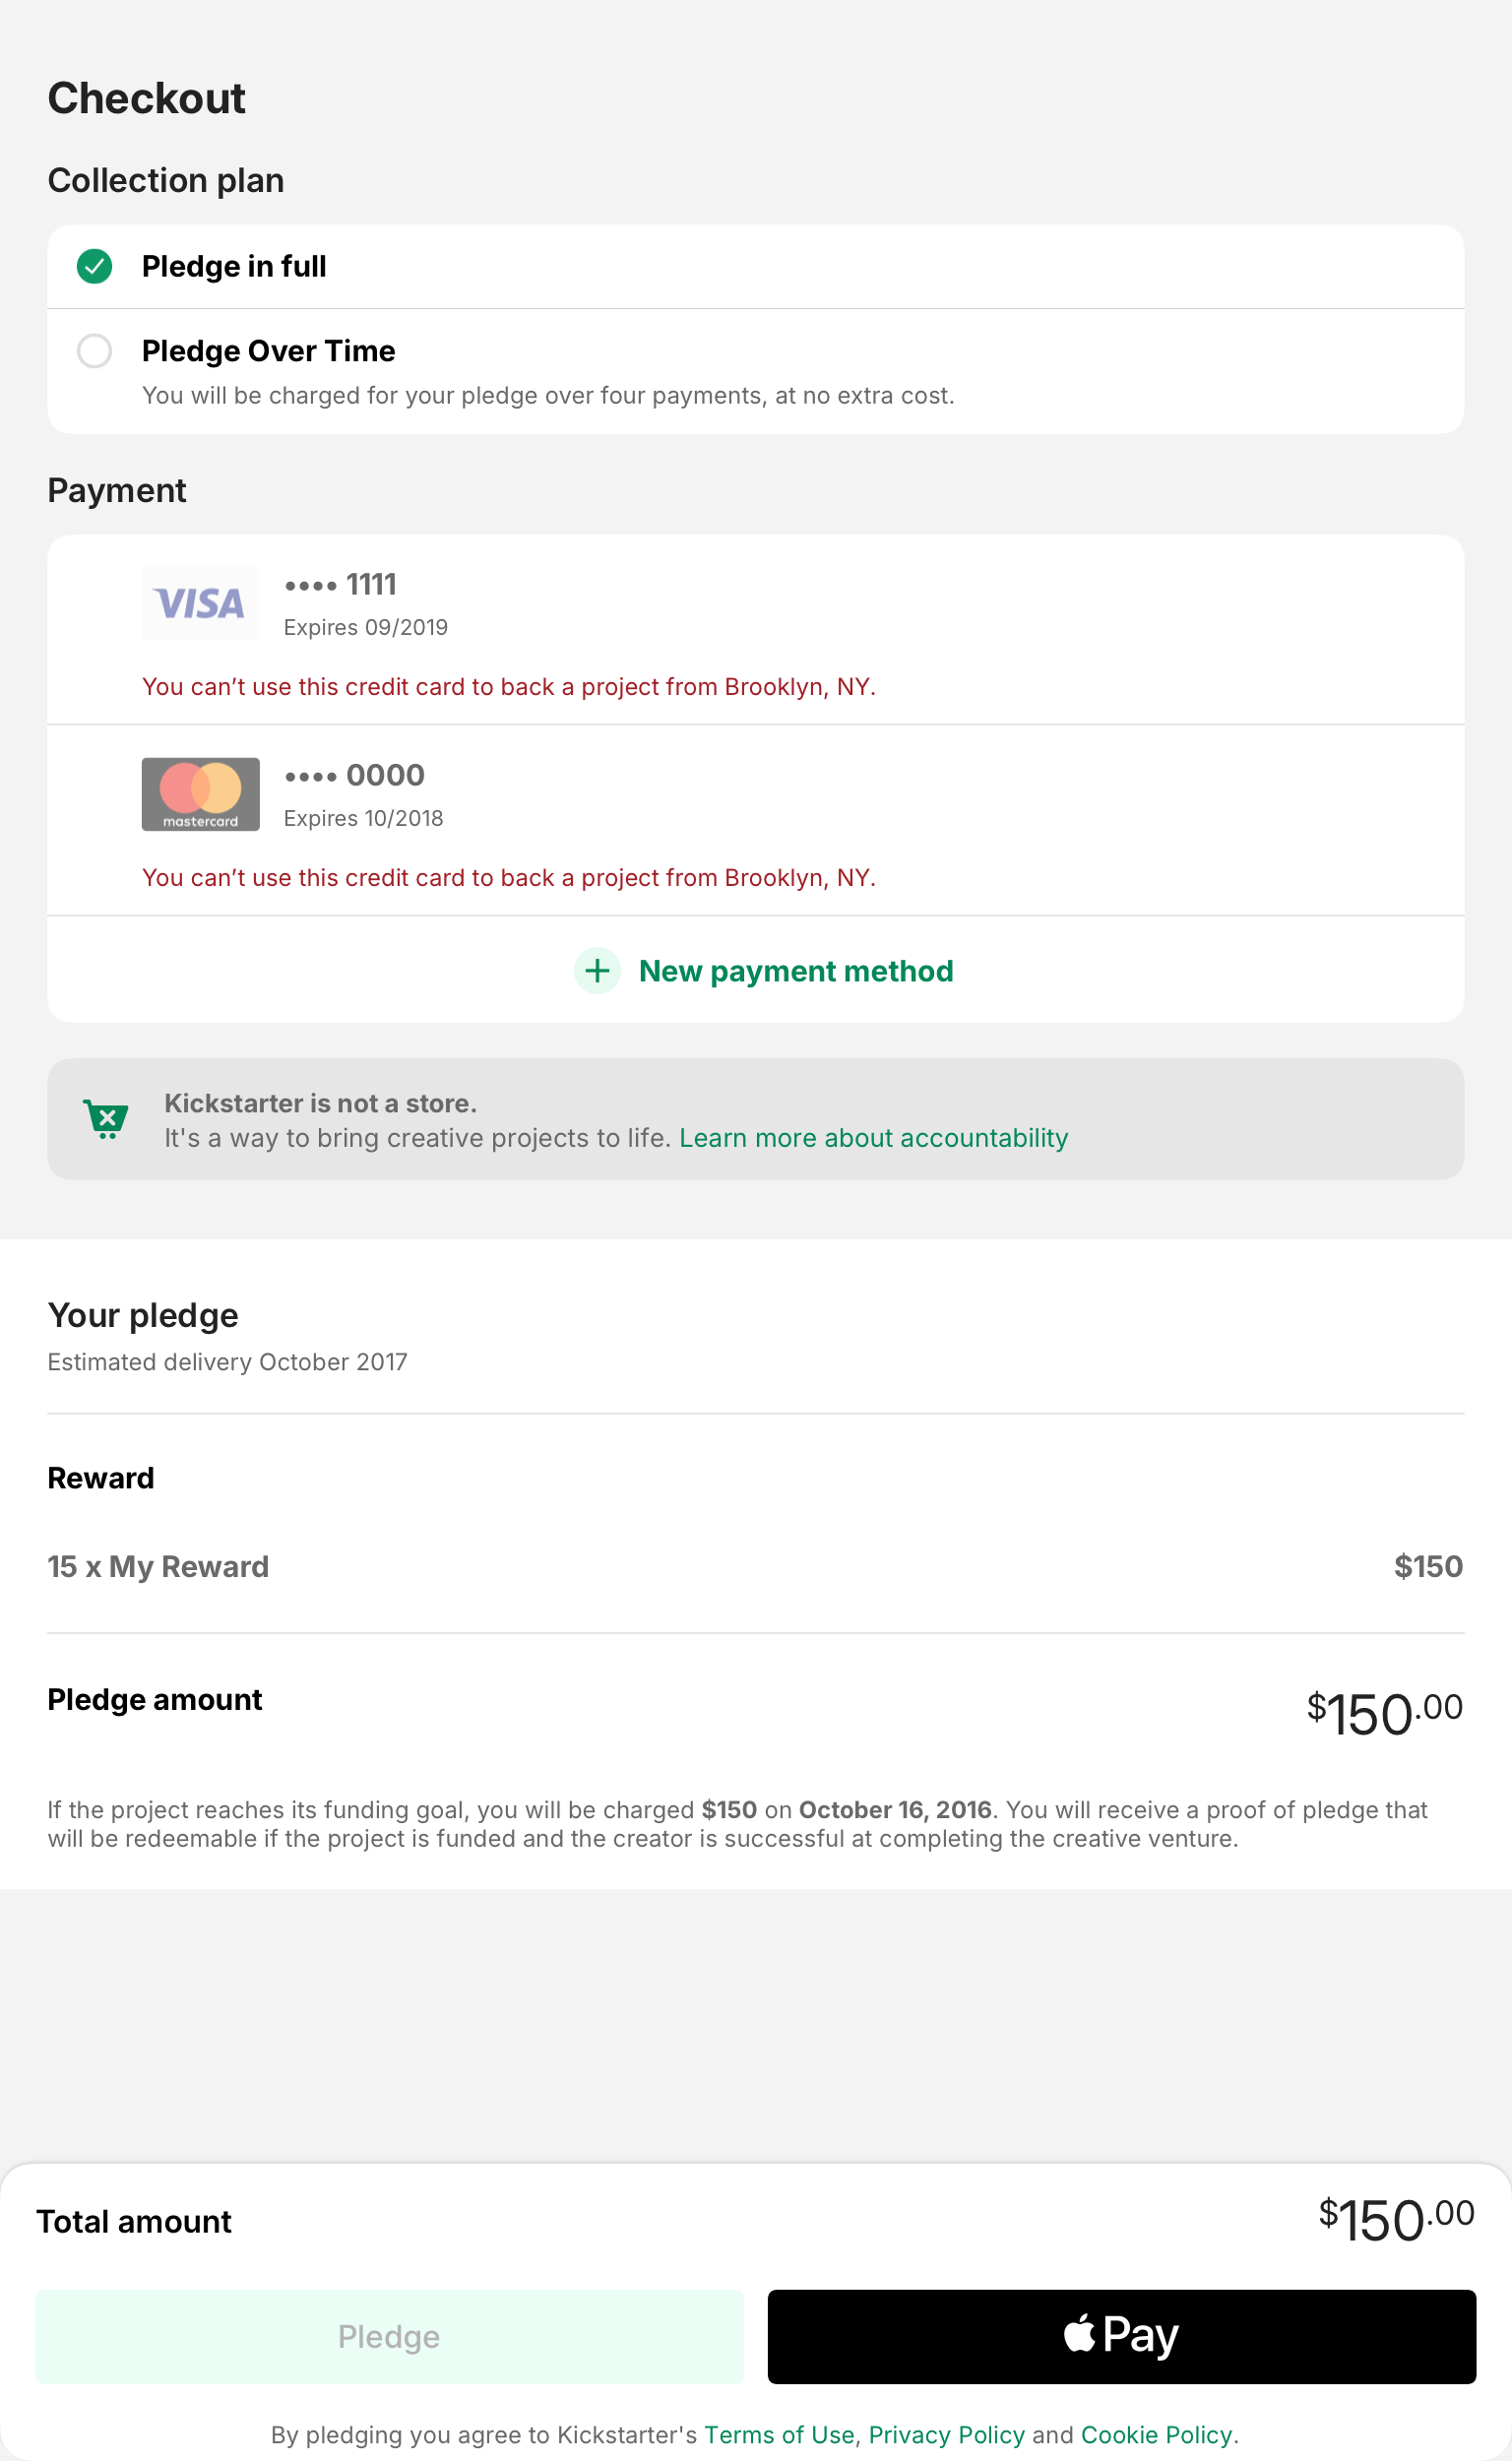 Checkout
Collection plan
Pledge in full
Pledge Over Time
You will be charged for your pledge over four payments, at no extra cost.
Payment
VISA
•••• 1111
Expires 09/2019
You can’t use this credit card to back a project from Brooklyn, NY.
mastercard
•••• 0000
Expires 10/2018
You can’t use this credit card to back a project from Brooklyn, NY.
New payment method
Kickstarter is not a store.
It's a way to bring creative projects to life. Learn more about accountability
Your pledge
Estimated delivery October 2017
Reward
15 x My Reward $150
Pledge amount $150.00
If the project reaches its funding goal, you will be charged $150 on October 16, 2016. You will receive a proof of pledge that
will be redeemable if the project is funded and the creator is successful at completing the creative venture.
Total amount $150.00
Pledge
Pay
By pledging you agree to Kickstarter's Terms of Use, Privacy Policy and Cookie Policy.